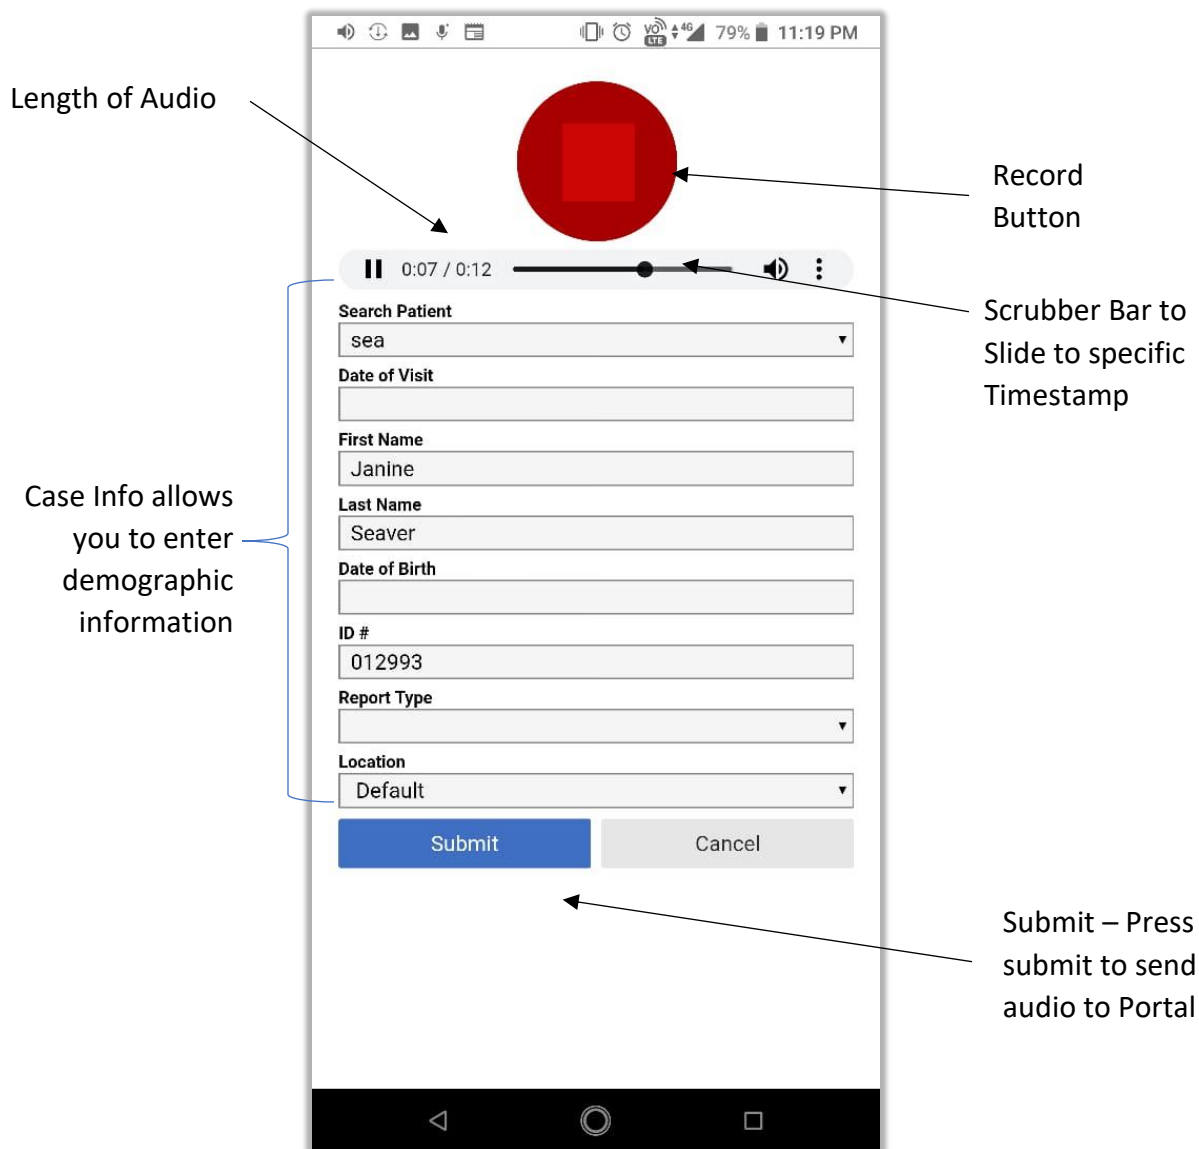 VO LTE 4G 79% 11:19 PM
Length of Audio
Record
Button
0:07 / 0:12
Scrubber Bar to
Slide to specific
Timestamp
Search Patient
sea
Date of Visit
First Name
Janine
Last Name
Seaver
Case Info allows
you to enter
demographic
information
Date of Birth
ID #
012993
Report Type
Location
Default
Submit Cancel
Submit – Press
submit to send
audio to Portal